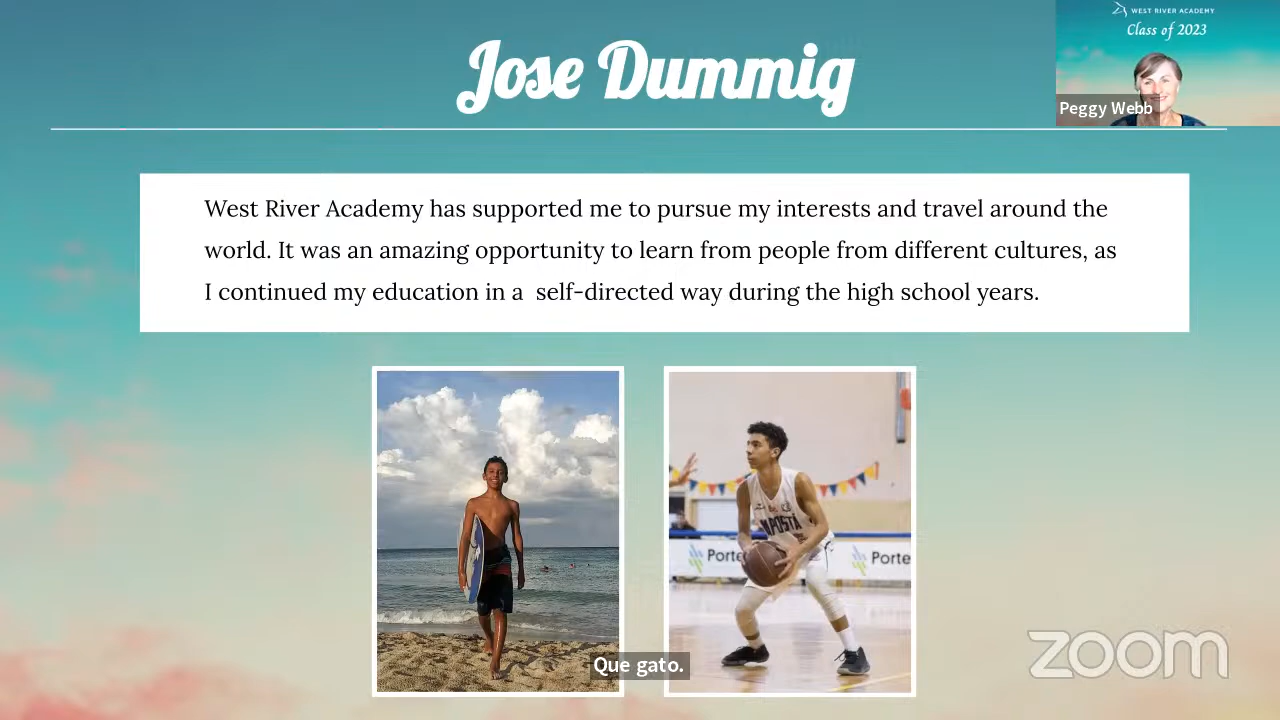 Jose Dummig
WEST RIVER ACADEMY
Class of 2023
Peggy Webb
West River Academy has supported me to pursue my interests and travel around the
world. It was an amazing opportunity to learn from people from different cultures, as
I continued my education in a self-directed way during the high school years.
Porte
Porte
Que gato.
zoom